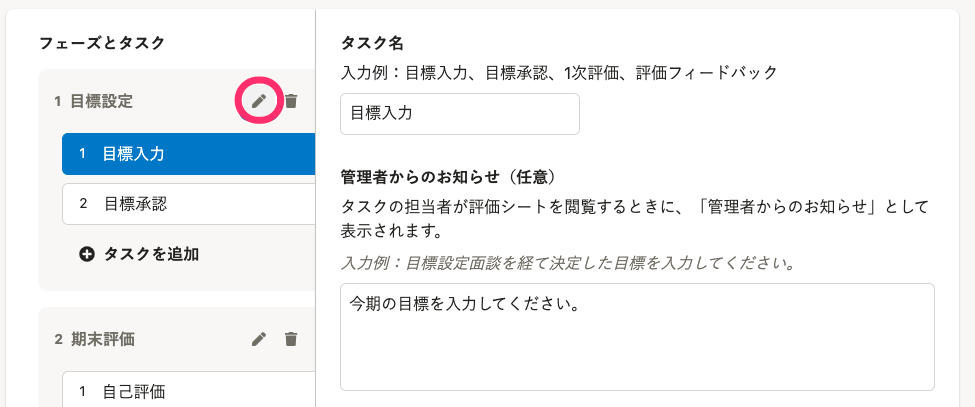 フェーズとタスク
1 目標設定
1 目標入力
2 目標承認
タスクを追加
2 期末評価
1 自己評価
タスク名
入力例：目標入力、目標承認、1次評価、評価フィードバック
目標入力
管理者からのお知らせ（任意）
タスクの担当者が評価シートを閲覧するときに、「管理者からのお知らせ」として
表示されます。
入力例：目標設定面談を経て決定した目標を入力してください。
今期の目標を入力してください。